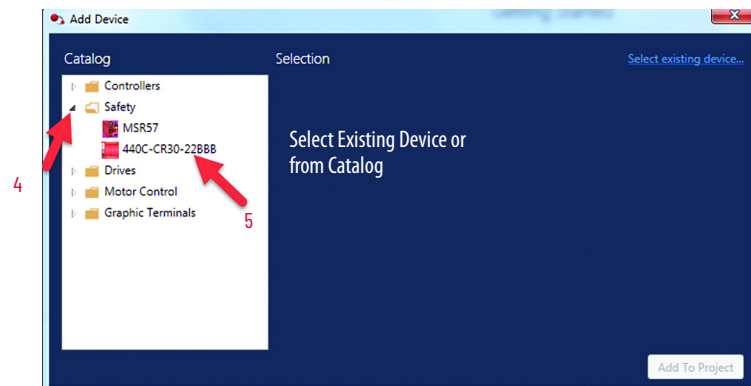 Add Device
Catalog
Selection
Select existing device...
Controllers
Safety
MSR57
440C-CR30-22BBB
Drives
Motor Control
Graphic Terminals
Select Existing Device or
from Catalog
4
5
Add To Project